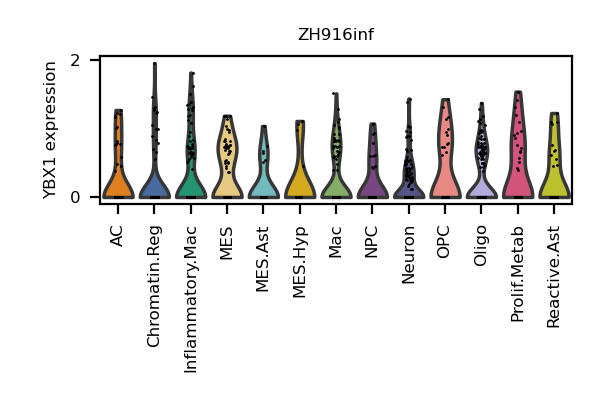 ZH916inf
YBX1 expression
2
0
AC
Chromatin.Reg
Inflammatory.Mac
MES
MES.Ast
MES.Hyp
Mac
NPC
Neuron
OPC
Oligo
Prolif.Metab
Reactive.Ast